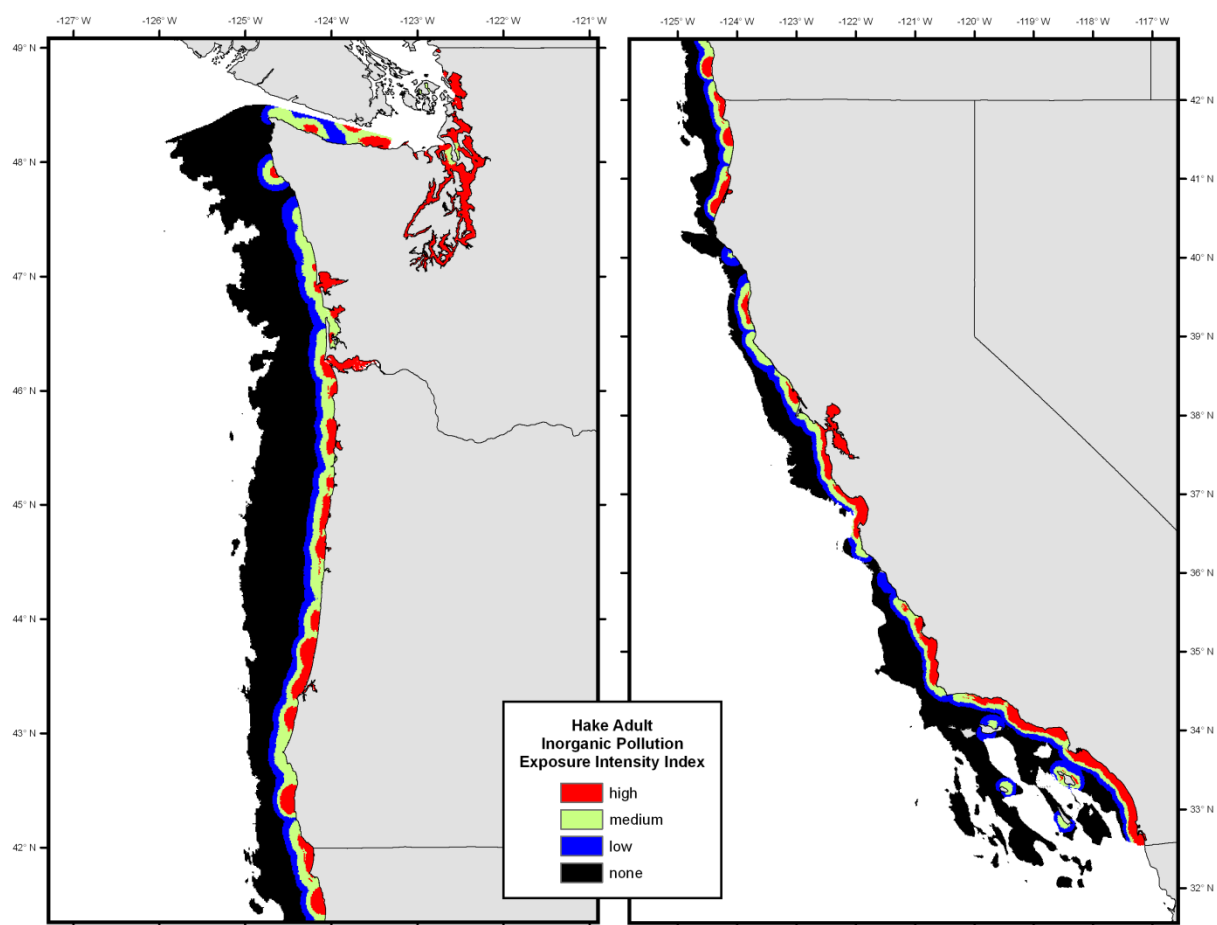 -127° W -126° W -125° W -124° W -123° W -122° W -121° W
-125° W -124° W -123° W -122° W -121° W -120° W -119° W -118° W -117° W
49° N
48° N
47° N
46° N
45° N
44° N
43° N
42° N
42° N
41° N
40° N
39° N
38° N
37° N
36° N
35° N
34° N
33° N
32° N
Hake Adult
Inorganic Pollution
Exposure Intensity Index
high
medium
low
none